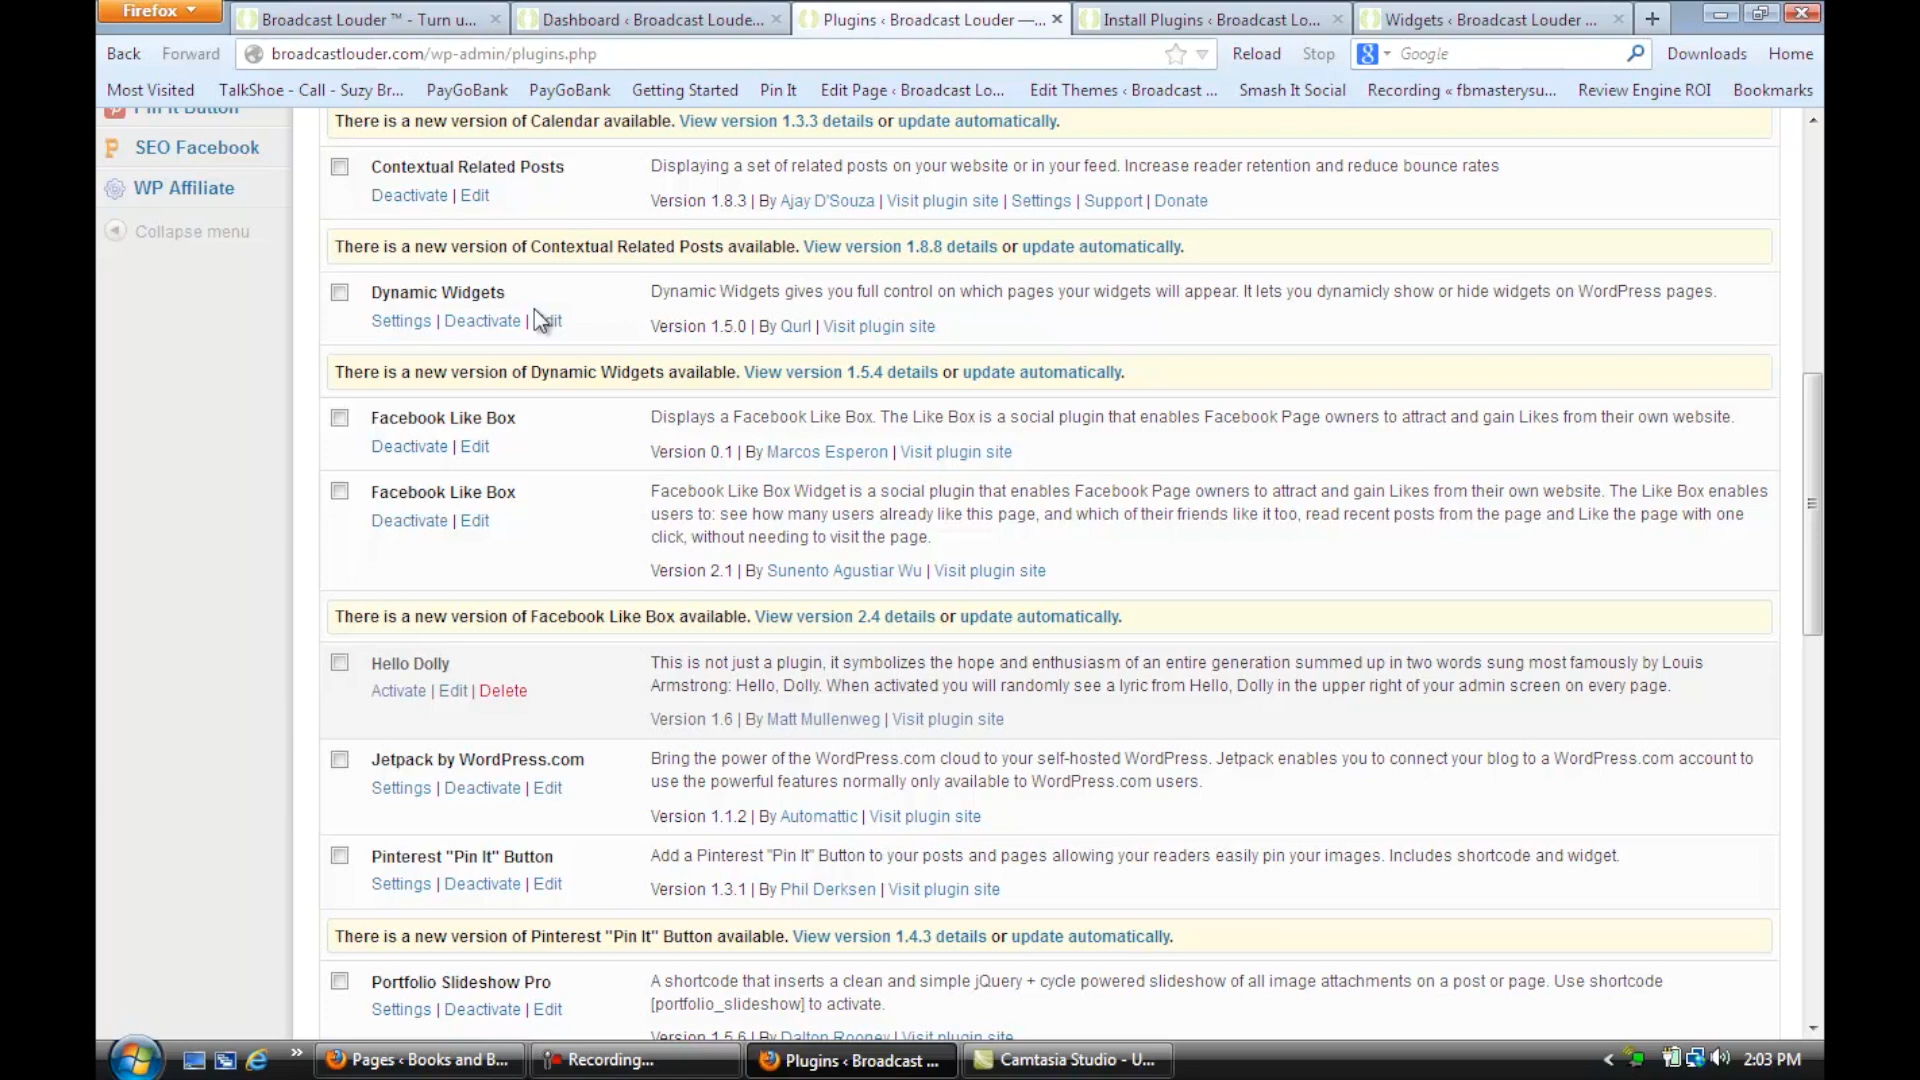 Firefox
Broadcast Louder ™ - Turn u...
Dashboard ‹ Broadcast Loude...
Plugins ‹ Broadcast Louder —...
Install Plugins ‹ Broadcast Lo...
Widgets ‹ Broadcast Louder ...
Back Forward broadcastlouder.com/wp-admin/plugins.php Reload Stop Google Downloads Home
Most Visited TalkShoe - Call - Suzy Br... PayGoBank PayGoBank Getting Started Pin It Edit Page ‹ Broadcast Lo... Edit Themes ‹ Broadcast ... Smash It Social Recording « fbmasterysu... Review Engine ROI Bookmarks
Pin It Button
SEO Facebook
WP Affiliate
Collapse menu
There is a new version of Calendar available. View version 1.3.3 details or update automatically.
Contextual Related Posts
Deactivate | Edit
Displaying a set of related posts on your website or in your feed. Increase reader retention and reduce bounce rates
Version 1.8.3 | By Ajay D'Souza | Visit plugin site | Settings | Support | Donate
There is a new version of Contextual Related Posts available. View version 1.8.8 details or update automatically.
Dynamic Widgets
Settings | Deactivate |
Dynamic Widgets gives you full control on which pages your widgets will appear. It lets you dynamicly show or hide widgets on WordPress pages.
Version 1.5.0 | By Qurl | Visit plugin site
There is a new version of Dynamic Widgets available. View version 1.5.4 details or update automatically.
Facebook Like Box
Deactivate | Edit
Displays a Facebook Like Box. The Like Box is a social plugin that enables Facebook Page owners to attract and gain Likes from their own website.
Version 0.1 | By Marcos Esperon | Visit plugin site
Facebook Like Box
Deactivate | Edit
Facebook Like Box Widget is a social plugin that enables Facebook Page owners to attract and gain Likes from their own website. The Like Box enables
users to: see how many users already like this page, and which of their friends like it too, read recent posts from the page and Like the page with one
click, without needing to visit the page.
Version 2.1 | By Sunento Agustiar Wu | Visit plugin site
There is a new version of Facebook Like Box available. View version 2.4 details or update automatically.
Hello Dolly
Activate | Edit | Delete
This is not just a plugin, it symbolizes the hope and enthusiasm of an entire generation summed up in two words sung most famously by Louis
Armstrong: Hello, Dolly. When activated you will randomly see a lyric from Hello, Dolly in the upper right of your admin screen on every page.
Version 1.6 | By Matt Mullenweg | Visit plugin site
Jetpack by WordPress.com
Settings | Deactivate | Edit
Bring the power of the WordPress.com cloud to your self-hosted WordPress. Jetpack enables you to connect your blog to a WordPress.com account to
use the powerful features normally only available to WordPress.com users.
Version 1.1.2 | By Automattic | Visit plugin site
Pinterest "Pin It" Button
Settings | Deactivate | Edit
Add a Pinterest "Pin It" Button to your posts and pages allowing your readers easily pin your images. Includes shortcode and widget.
Version 1.3.1 | By Phil Derksen | Visit plugin site
There is a new version of Pinterest "Pin It" Button available. View version 1.4.3 details or update automatically.
Portfolio Slideshow Pro
Settings | Deactivate | Edit
A shortcode that inserts a clean and simple jQuery + cycle powered slideshow of all image attachments on a post or page. Use shortcode
[portfolio_slideshow] to activate.
Version 1.5.6 | By Dalton Rooney | Visit plugin site
Pages ‹ Books and B...
Recording...
Plugins ‹ Broadcast ...
Camtasia Studio - U...
2:03 PM